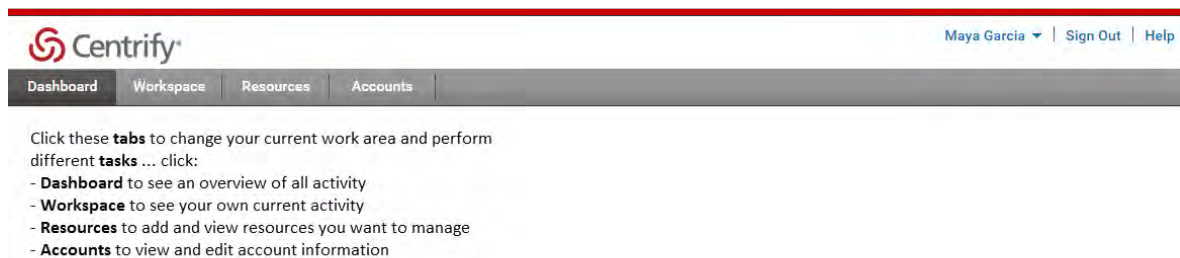 Centrify
Maya Garcia | Sign Out | Help
Dashboard Workspace Resources Accounts
Click these tabs to change your current work area and perform
different tasks ... click:
- Dashboard to see an overview of all activity
- Workspace to see your own current activity
- Resources to add and view resources you want to manage
- Accounts to view and edit account information